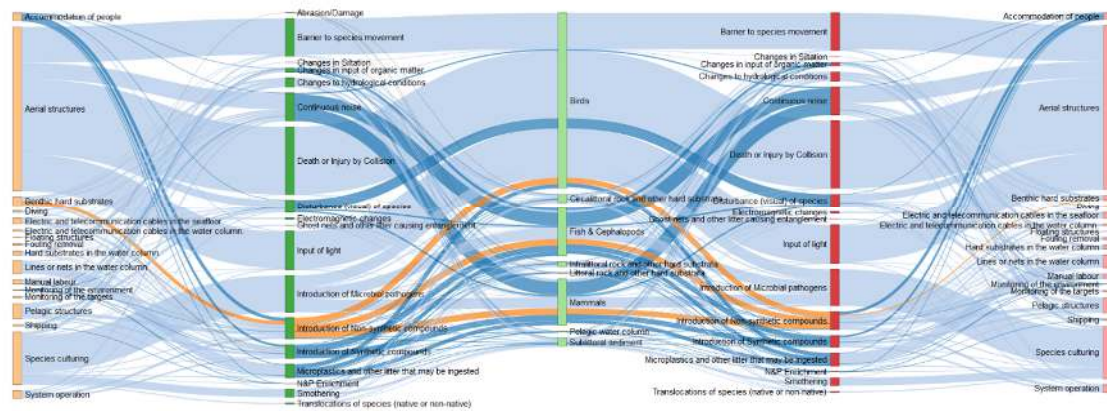 Accommodation of people
Aerial structures
Benthic hard substrates
Diving
Electric and telecommunication cables in the seafloor
Electric and telecommunication cables in the water column
Floating structures
Fouling removal
Hard substrates in the water column
Lines or nets in the water column
Manual labour
Monitoring of the environment
Monitoring of the targets
Pelagic structures
Shipping
Species culturing
System operation
Abrasion/Damage
Barrier to species movement
Changes in Siltation
Changes in input of organic matter
Changes to hydrological conditions
Continuous noise
Death or Injury by Collision
Disturbance (visual) of species
Electromagnetic changes
Ghost nets and other litter causing entanglement
Input of light
Introduction of Microbial pathogens
Introduction of Non-synthetic compounds
Introduction of Synthetic compounds
Microplastics and other litter that may be ingested
N&P Enrichment
Smothering
Translocations of species (native or non-native)
Birds
Circalittoral rock and other hard substrata
Fish & Cephalopods
Infralittoral rock and other hard substrata
Littoral rock and other hard substrata
Mammals
Pelagic water column
Sublittoral sediment
Barrier to species movement
Changes in Siltation
Changes in input of organic matter
Changes to hydrological conditions
Continuous noise
Death or Injury by Collision
Disturbance (visual) of species
Electromagnetic changes
Ghost nets and other litter causing entanglement
Input of light
Introduction of Microbial pathogens
Introduction of Non-synthetic compounds
Introduction of Synthetic compounds
Microplastics and other litter that may be ingested
N&P Enrichment
Smothering
Translocations of species (native or non-native)
Accommodation of people
Aerial structures
Benthic hard substrates
Diving
Electric and telecommunication cables in the seafloor
Electric and telecommunication cables in the water column
Floating structures
Fouling removal
Hard substrates in the water column
Lines or nets in the water column
Manual labour
Monitoring of the environment
Monitoring of the targets
Pelagic structures
Shipping
Species culturing
System operation